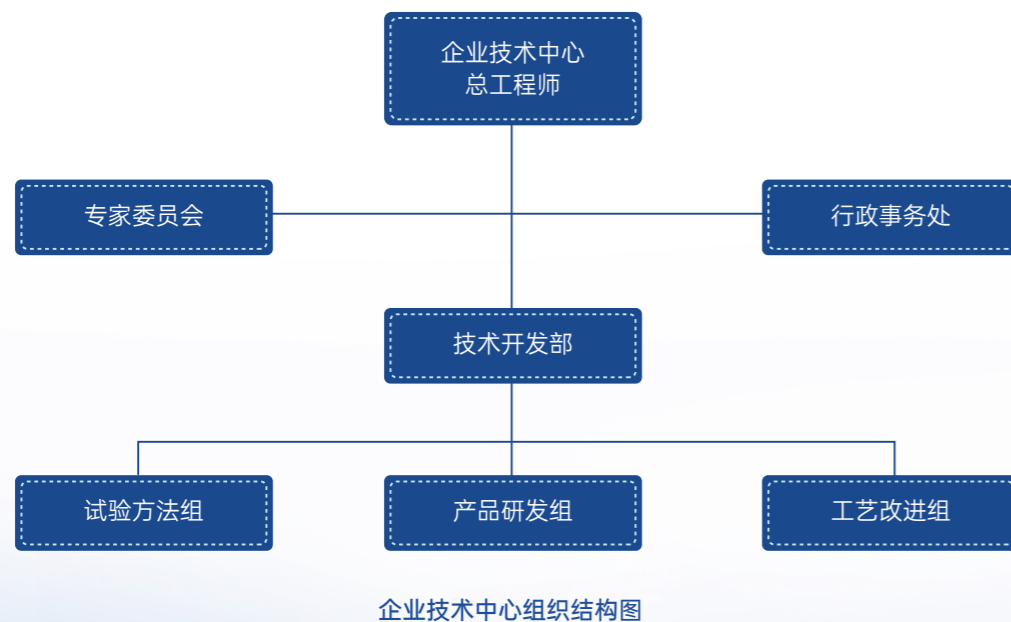 企业技术中心
总工程师
专家委员会
行政事务处
技术开发部
试验方法组
产品研发组
工艺改进组
企业技术中心组织结构图